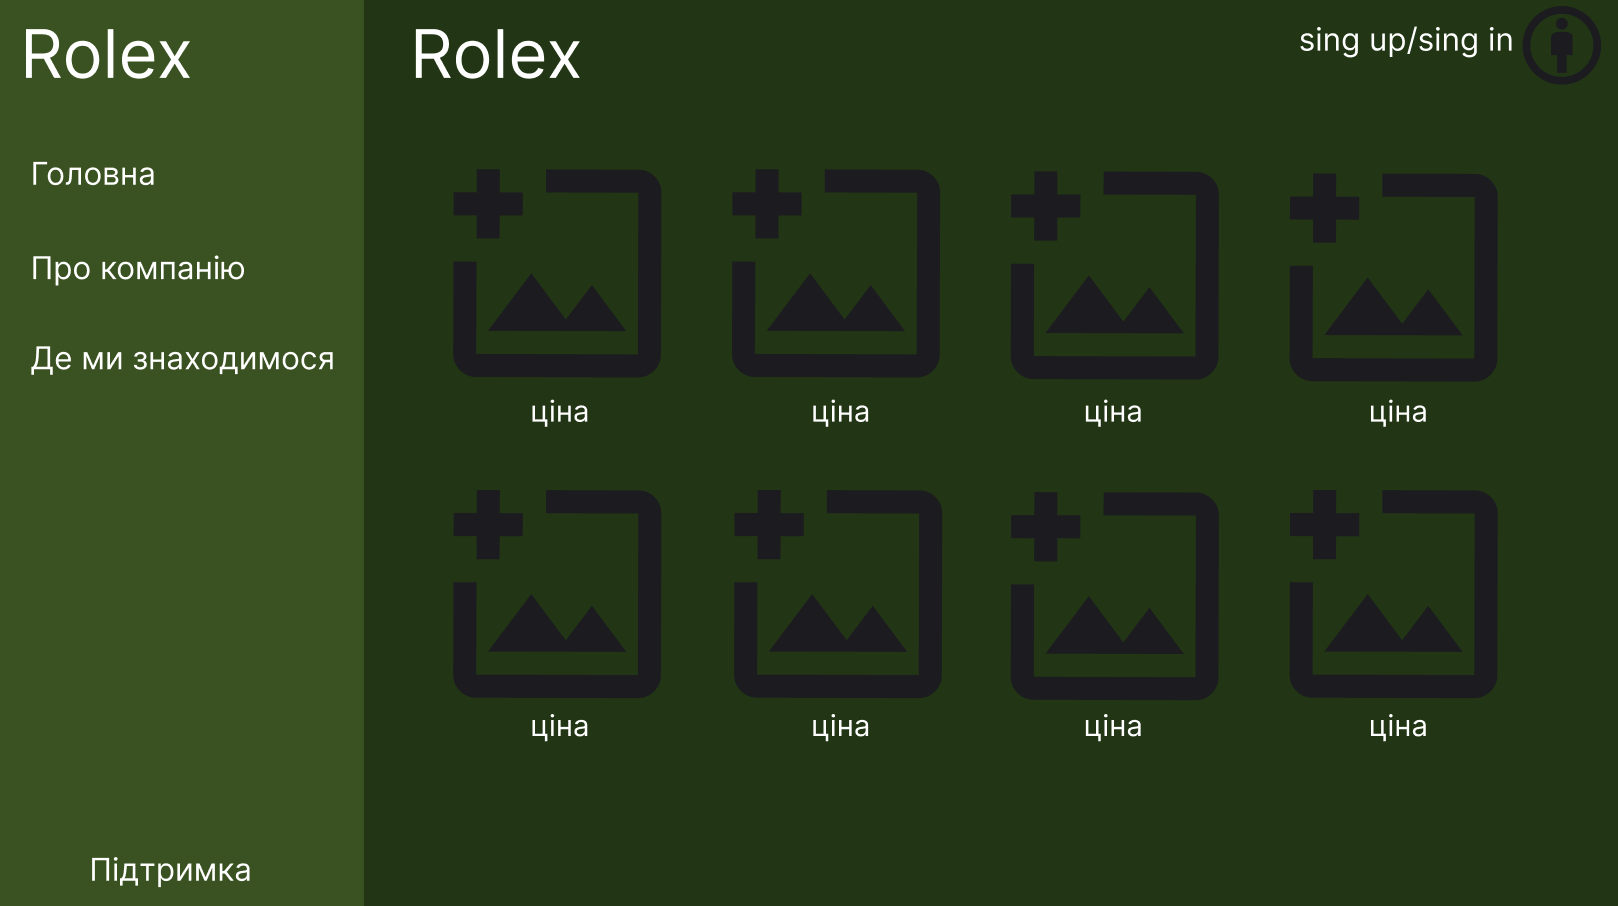 Rolex
Головна
Про компанію
Де ми знаходимося
Підтримка
Rolex
sing up/sing in
ціна
ціна
ціна
ціна
ціна
ціна
ціна
ціна